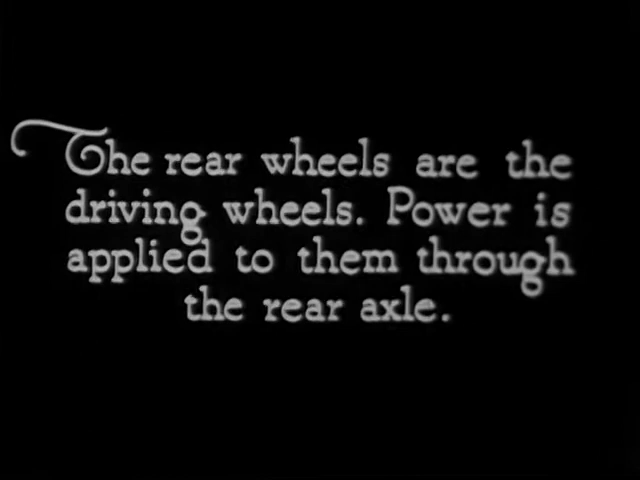 The rear wheels are the
driving wheels. Power is
applied to them through
the rear axle.